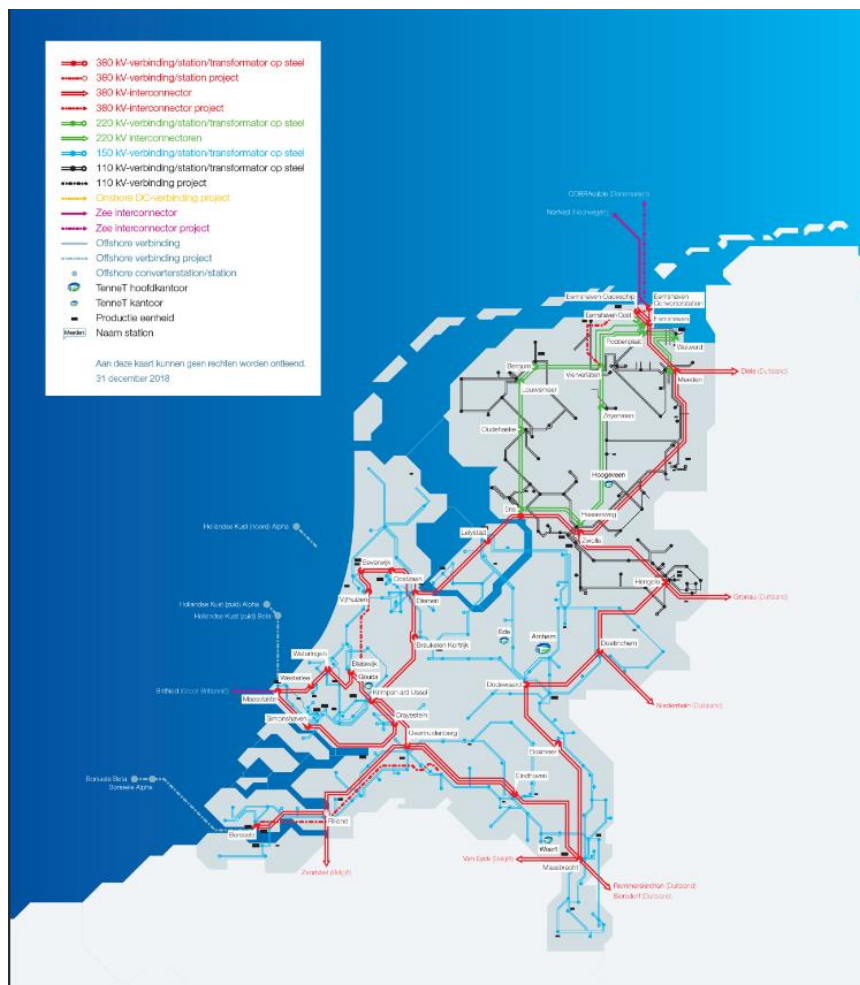 380 kV-verbinding/station/transformator op steel
380 kV-verbinding/station project
380 kV-interconnector
380 kV-interconnector project
220 kV-verbinding/station/transformator op steel
220 kV interconnectoren
150 kV-verbinding/station/transformator op steel
110 kV-verbinding/station/transformator op steel
110 kV-verbinding project
Onshore DC-verbinding project
Zee interconnector
Zee interconnector project
Offshore verbinding
Offshore verbinding project
Offshore converterstation/station
TenneT hoofdkantoor
TenneT kantoor
Productie eenheid
Meeden Naam station
Aan deze kaart kunnen geen rechten worden ontleend.
31 december 2018
COBRAcable (Denemarken)
NorNed (Noorwegen)
Eemshaven Oudeschip
Eemshaven Converterstation
Eemshaven Oost
Eemshaven
Robbenplaat
Weiwerd
Bergum
Vierverlaten
Meeden
Diele (Duitsland)
Louwsmeer
Zeyerveen
Oudehaske
Hoogeveen
Ens
Hessenweg
Hollandse Kust (noord) Alpha
Lelystad
Zwolle
Beverwijk
Oostzaan
Hengelo
Vijfhuizen
Diemen
Gronau (Duitsland)
Hollandse Kust (zuid) Alpha
Hollandse Kust (zuid) Beta
Ede
Arnhem
Breukelen Kortrijk
Doetinchem
Wateringen
Bleiswijk
Westerlee
Gouda
Dodewaard
BritNed (Groot-Brittannië)
Maasvlakte
Krimpen a/d IJssel
Niederrhein (Duitsland)
Simonshaven
Crayestein
Geertruidenberg
Boxmeer
Borssele Beta
Borssele Alpha
Eindhoven
Rilland
Borssele
Weert
Van Eyck (België)
Maasbracht
Zandvliet (België)
Rommerskirchen (Duitsland)
Siersdorf (Duitsland)